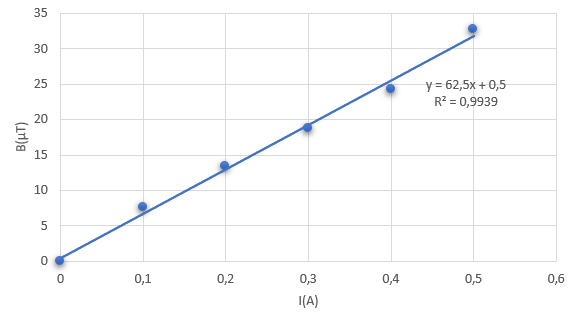 35
30
25
20
15
10
5
0
B(μT)
y = 62,5x + 0,5
R² = 0,9939
0 0,1 0,2 0,3 0,4 0,5 0,6
I(A)